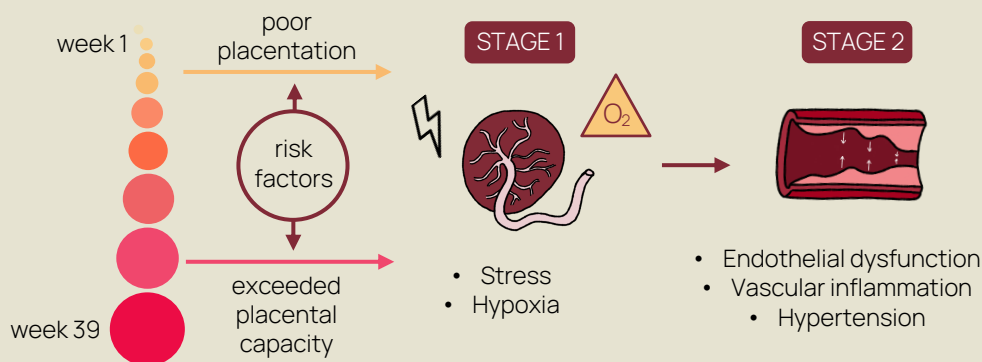 week 1
poor
placentation
STAGE 1
STAGE 2
O₂
risk
factors
exceeded
placental
capacity
week 39
• Stress
• Hypoxia
• Endothelial dysfunction
• Vascular inflammation
• Hypertension